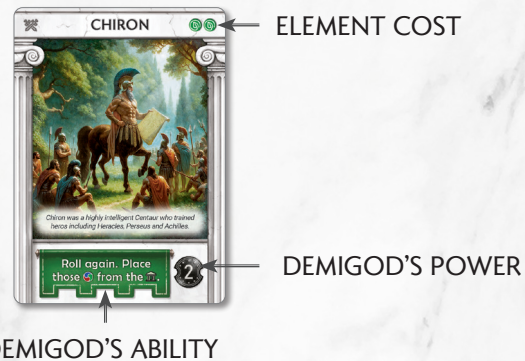 CHIRON
ELEMENT COST
Chiron was a highly intelligent Centaur who trained
heros including Heracles, Perseus and Achilles.
Roll again. Place
those from the .
2
DEMIGOD'S POWER
DEMIGOD'S ABILITY